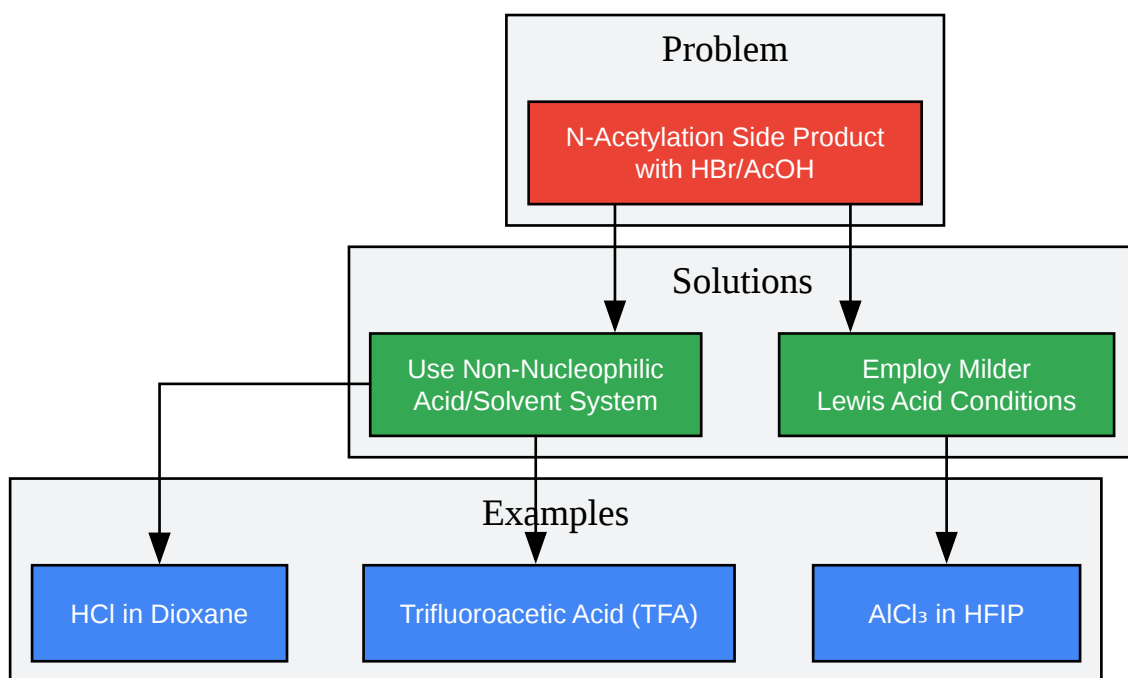 Problem
N-Acetylation Side Product
with HBr/AcOH
Solutions
Use Non-Nucleophilic
Acid/Solvent System
Employ Milder
Lewis Acid Conditions
Examples
HCl in Dioxane
Trifluoroacetic Acid (TFA)
AlCl₃ in HFIP